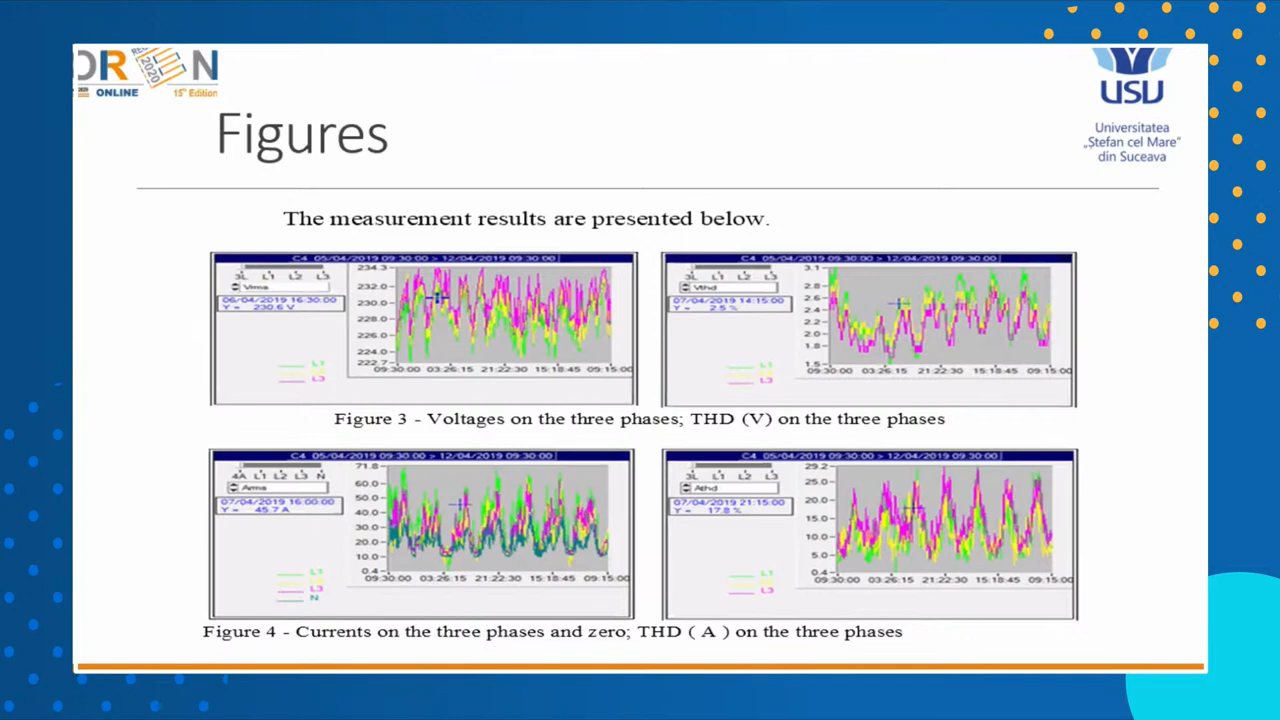 OR N
2020
2020
ONLINE
15th Edition
USV
Universitatea
„Ștefan cel Mare”
din Suceava
Figures
The measurement results are presented below.
C4 05/04/2019 09:30:00 > 12/04/2019 09:30:00
3L L1 L2 L3
Vrms
06/04/2019 16:30:00
Y = 230.6 V
234.3
232.0
230.0
228.0
226.0
224.0
222.7
09:30:00 03:26:15 21:22:30 15:18:45 09:15:00
L1
L3
C4 05/04/2019 09:30:00 > 12/04/2019 09:30:00
3L L1 L2 L3
Vthd
07/04/2019 14:15:00
Y = 2.5 %
3.1
2.8
2.6
2.4
2.2
2.0
1.8
1.5
09:30:00 03:26:15 21:22:30 15:18:45 09:15:00
L1
L3
Figure 3 - Voltages on the three phases; THD (V) on the three phases
C4 05/04/2019 09:30:00 > 12/04/2019 09:30:00
4A L1 L2 L3 N
Arms
07/04/2019 16:00:00
Y = 45.7 A
71.8
60.0
50.0
40.0
30.0
20.0
10.0
0.4
09:30:00 03:26:15 21:22:30 15:18:45 09:15:00
L1
L3
N
C4 05/04/2019 09:30:00 > 12/04/2019 09:30:00
3L L1 L2 L3
Athd
07/04/2019 21:15:00
Y = 17.8 %
29.2
25.0
20.0
15.0
10.0
5.0
0.4
09:30:00 03:26:15 21:22:30 15:18:45 09:15:00
L1
L3
Figure 4 - Currents on the three phases and zero; THD ( A ) on the three phases